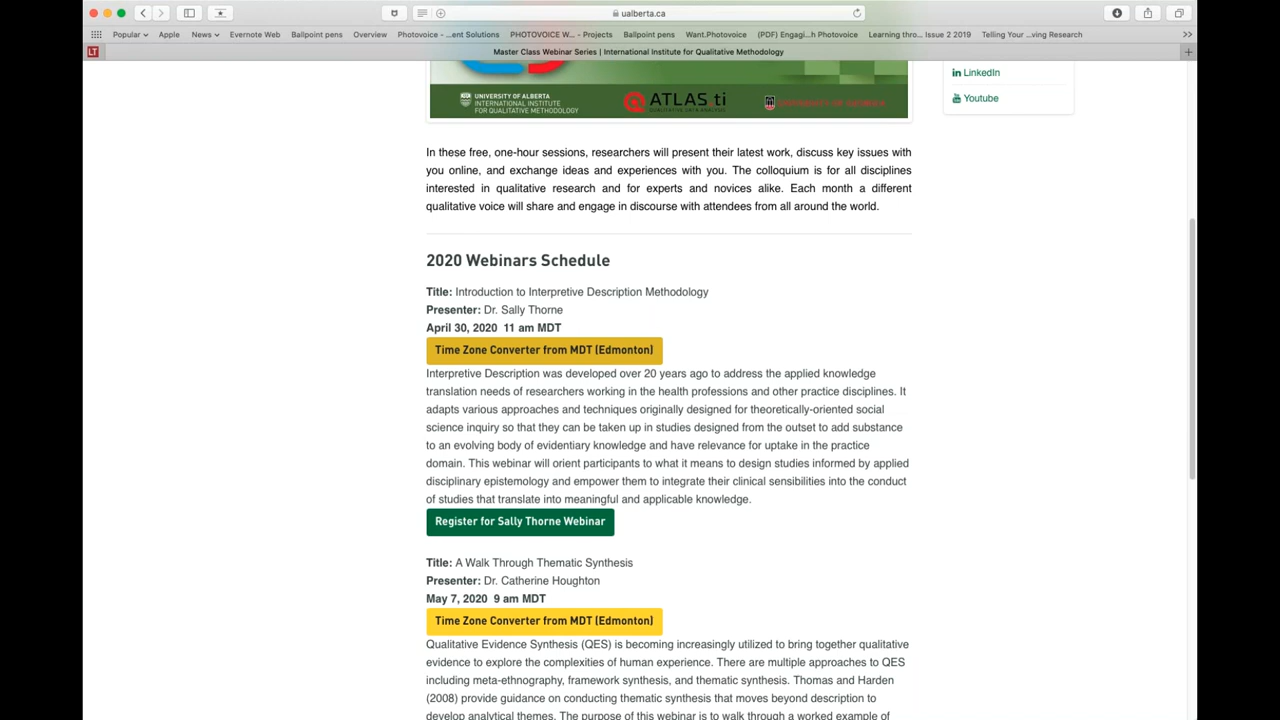 ualberta.ca
Popular Apple News Evernote Web Ballpoint pens Overview Photovoice - ...ent Solutions PHOTOVOICE W... - Projects Ballpoint pens Want.Photovoice (PDF) Engagi...h Photovoice Learning thro... Issue 2 2019 Telling Your ...ving Research
LT
Master Class Webinar Series | International Institute for Qualitative Methodology
in LinkedIn
Youtube
UNIVERSITY OF ALBERTA
INTERNATIONAL INSTITUTE
FOR QUALITATIVE METHODOLOGY
ATLAS.ti
QUALITATIVE DATA ANALYSIS
UNIVERSITY OF GEORGIA
In these free, one-hour sessions, researchers will present their latest work, discuss key issues with
you online, and exchange ideas and experiences with you. The colloquium is for all disciplines
interested in qualitative research and for experts and novices alike. Each month a different
qualitative voice will share and engage in discourse with attendees from all around the world.
2020 Webinars Schedule
Title: Introduction to Interpretive Description Methodology
Presenter: Dr. Sally Thorne
April 30, 2020 11 am MDT
Time Zone Converter from MDT (Edmonton)
Interpretive Description was developed over 20 years ago to address the applied knowledge
translation needs of researchers working in the health professions and other practice disciplines. It
adapts various approaches and techniques originally designed for theoretically-oriented social
science inquiry so that they can be taken up in studies designed from the outset to add substance
to an evolving body of evidentiary knowledge and have relevance for uptake in the practice
domain. This webinar will orient participants to what it means to design studies informed by applied
disciplinary epistemology and empower them to integrate their clinical sensibilities into the conduct
of studies that translate into meaningful and applicable knowledge.
Register for Sally Thorne Webinar
Title: A Walk Through Thematic Synthesis
Presenter: Dr. Catherine Houghton
May 7, 2020 9 am MDT
Time Zone Converter from MDT (Edmonton)
Qualitative Evidence Synthesis (QES) is becoming increasingly utilized to bring together qualitative
evidence to explore the complexities of human experience. There are multiple approaches to QES
including meta-ethnography, framework synthesis, and thematic synthesis. Thomas and Harden
(2008) provide guidance on conducting thematic synthesis that moves beyond description to
develop analytical themes. The purpose of this webinar is to walk through a worked example of